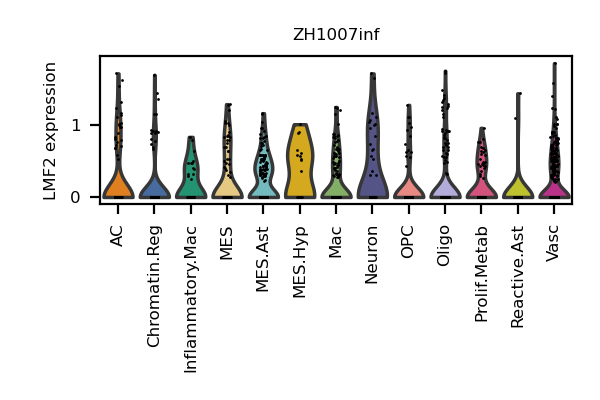 ZH1007inf
LMF2 expression
1
0
AC
Chromatin.Reg
Inflammatory.Mac
MES
MES.Ast
MES.Hyp
Mac
Neuron
OPC
Oligo
Prolif.Metab
Reactive.Ast
Vasc